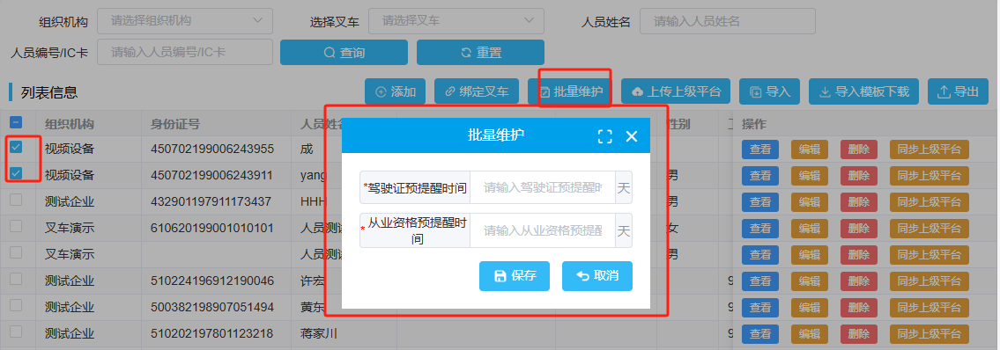 组织机构 请选择组织机构 选择叉车 请选择叉车 人员姓名 请输入人员姓名
人员编号/IC卡 请输入人员编号/IC卡 查询 重置
列表信息 添加 绑定叉车 批量维护 上传上级平台 导入 导入模板下载 导出
组织机构 身份证号 人员姓名 性别 操作
视频设备 450702199006243955 成 查看 编辑 删除 同步上级平台
视频设备 450702199006243911 yang 男 查看 编辑 删除 同步上级平台
测试企业 432901197911173437 HHH 男 查看 编辑 删除 同步上级平台
叉车演示 610620199001010101 人员测试 女 查看 编辑 删除 同步上级平台
叉车演示 人员测试 男 查看 编辑 删除 同步上级平台
测试企业 510224196912190046 许宏 9 查看 编辑 删除 同步上级平台
测试企业 500382198907051494 黄东 9 查看 编辑 删除 同步上级平台
测试企业 510202197801123218 蒋家川 9 查看 编辑 删除 同步上级平台
批量维护
*驾驶证预提醒时间 请输入驾驶证预提醒时 天
* 从业资格预提醒时
间 请输入从业资格预提醒 天
保存 取消